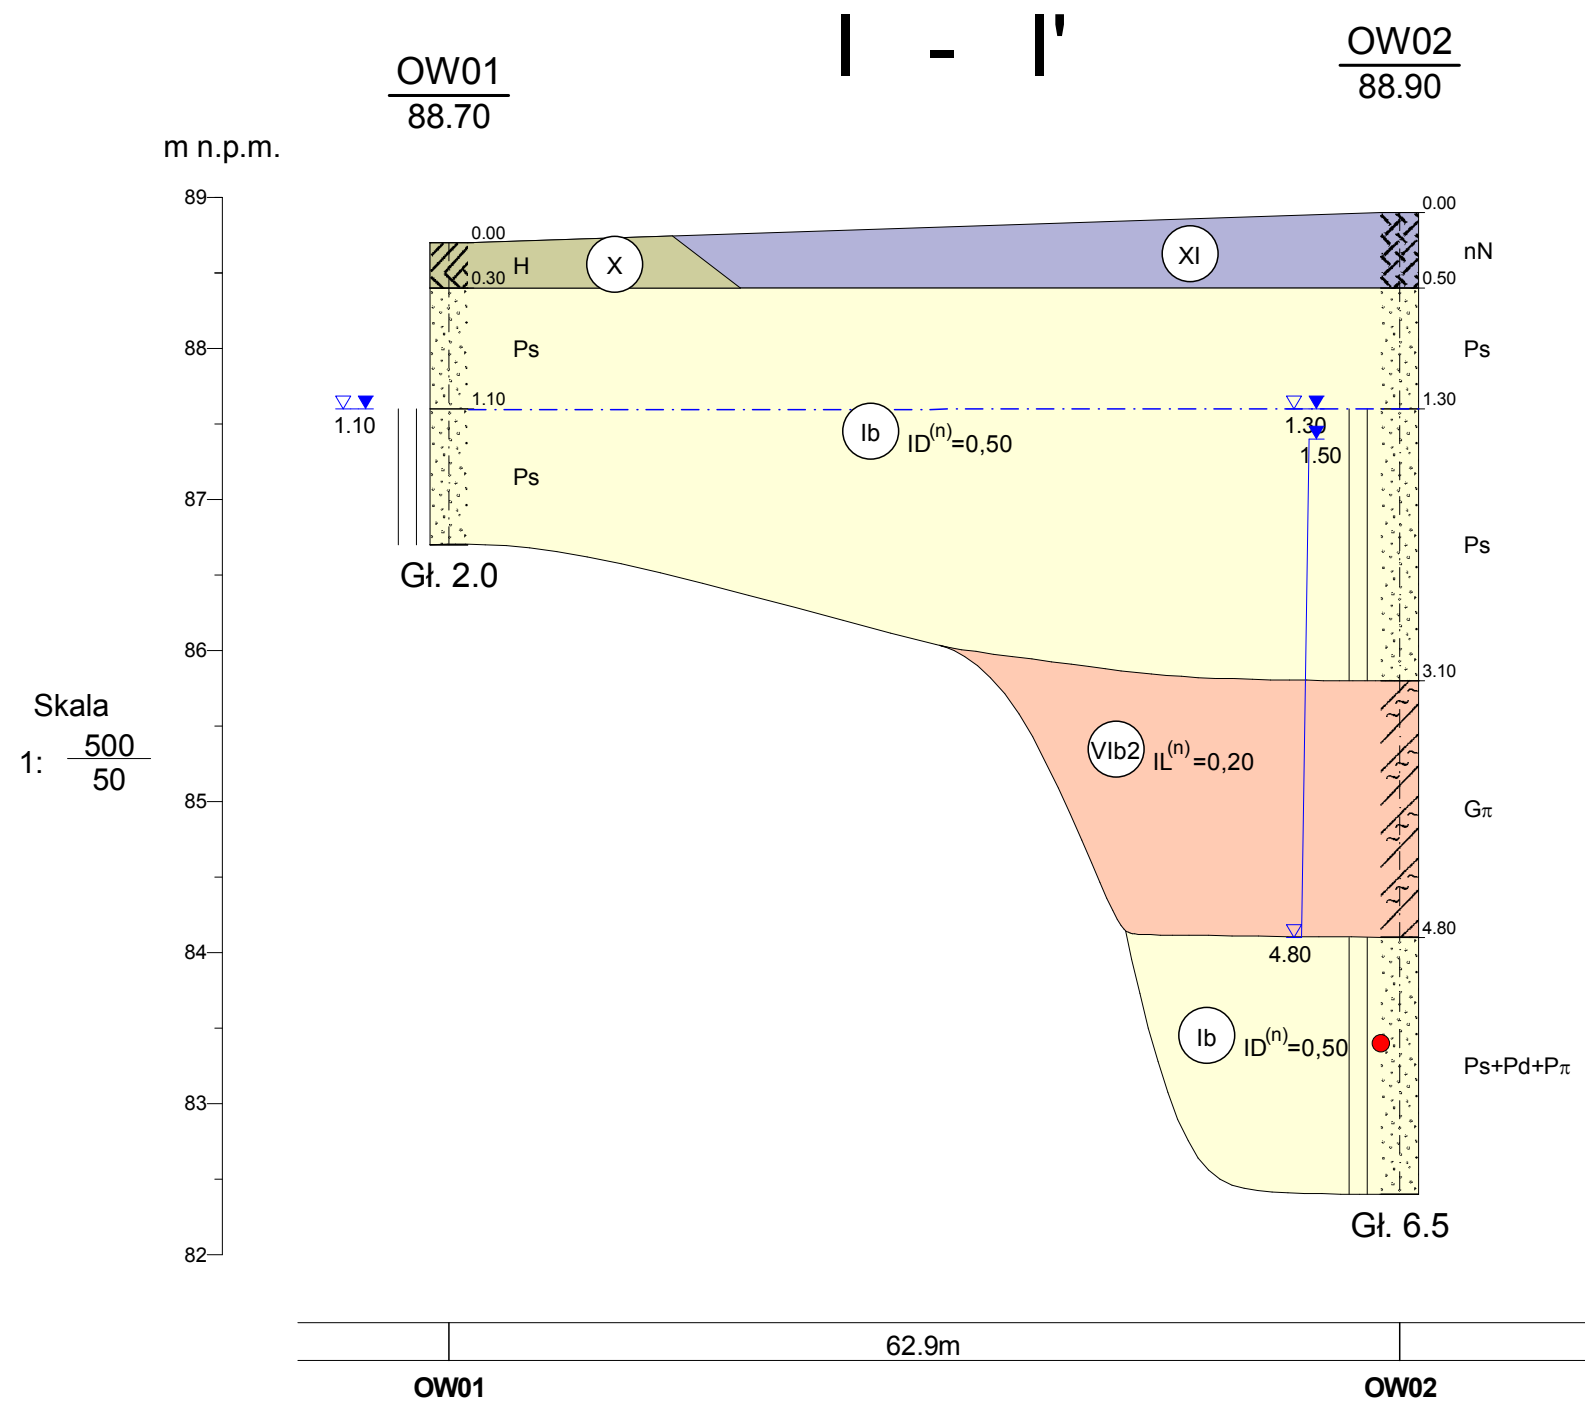 I - I'
OW01
88.70
OW02
88.90
m n.p.m.
89
88
87
86
85
84
83
82
0.00
H
0.30
X
XI
0.00
nN
0.50
Ps
Ps
1.10
1.10
1.30
1.30
1.50
Ib ID(n)=0,50
Ps
Ps
Gł. 2.0
3.10
Skala
1: 500
50
VIb2 IL(n)=0,20
Gπ
4.80
4.80
Ib ID(n)=0,50
Ps+Pd+Pπ
Gł. 6.5
62.9m
OW01
OW02